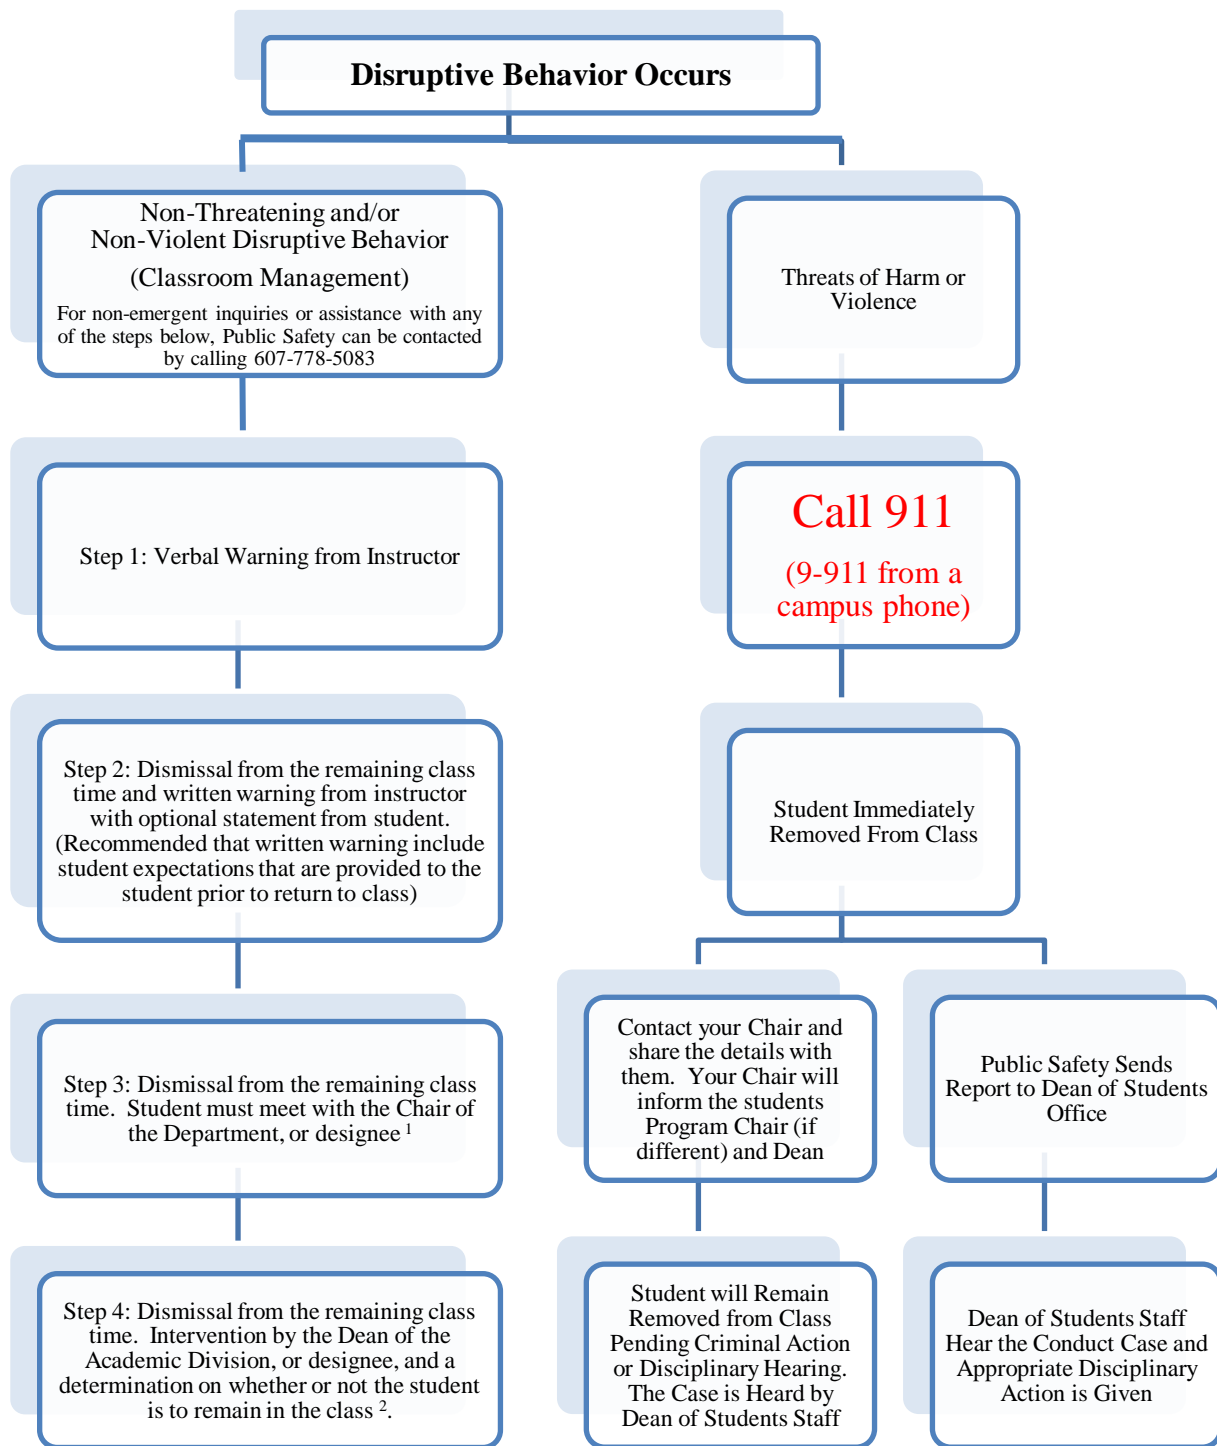 Disruptive Behavior Occurs
Non-Threatening and/or
Non-Violent Disruptive Behavior
(Classroom Management)
For non-emergent inquiries or assistance with any
of the steps below, Public Safety can be contacted
by calling 607-778-5083
Threats of Harm or
Violence
Step 1: Verbal Warning from Instructor
Call 911
(9-911 from a
campus phone)
Step 2: Dismissal from the remaining class
time and written warning from instructor
with optional statement from student.
(Recommended that written warning include
student expectations that are provided to the
student prior to return to class)
Student Immediately
Removed From Class
Step 3: Dismissal from the remaining class
time.  Student must meet with the Chair of
the Department, or designee ¹
Contact your Chair and
share the details with
them.  Your Chair will
inform the students
Program Chair (if
different) and Dean
Public Safety Sends
Report to Dean of Students
Office
Step 4: Dismissal from the remaining class
time.  Intervention by the Dean of the
Academic Division, or designee, and a
determination on whether or not the student
is to remain in the class ².
Student will Remain
Removed from Class
Pending Criminal Action
or Disciplinary Hearing.
The Case is Heard by
Dean of Students Staff
Dean of Students Staff
Hear the Conduct Case and
Appropriate Disciplinary
Action is Given